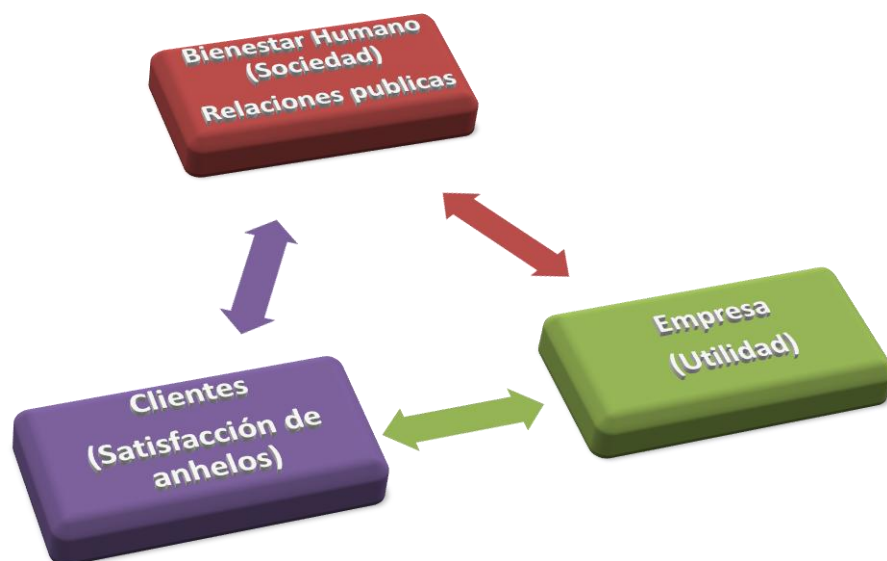 Bienestar Humano
(Sociedad)
Relaciones publicas
Empresa
(Utilidad)
Clientes
(Satisfacción de
anhelos)